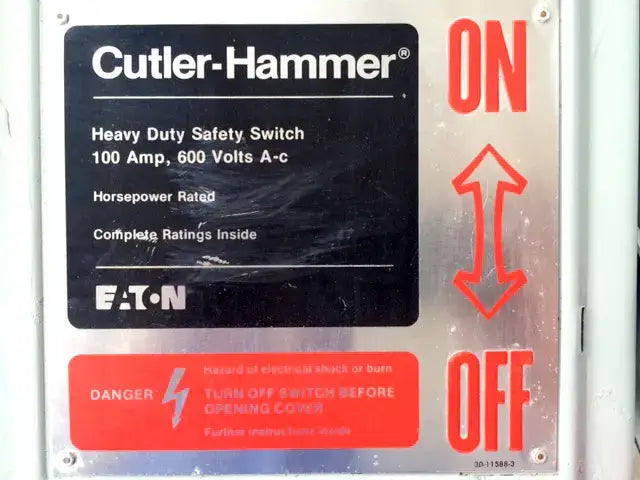 Cutler-Hammer®
Heavy Duty Safety Switch
100 Amp, 600 Volts A-c
Horsepower Rated
Complete Ratings Inside
EATON
ON
OFF
DANGER
Hazard of electrical shock or burn
TURN OFF SWITCH BEFORE
OPENING COVER
Further instructions inside
30-11588-3